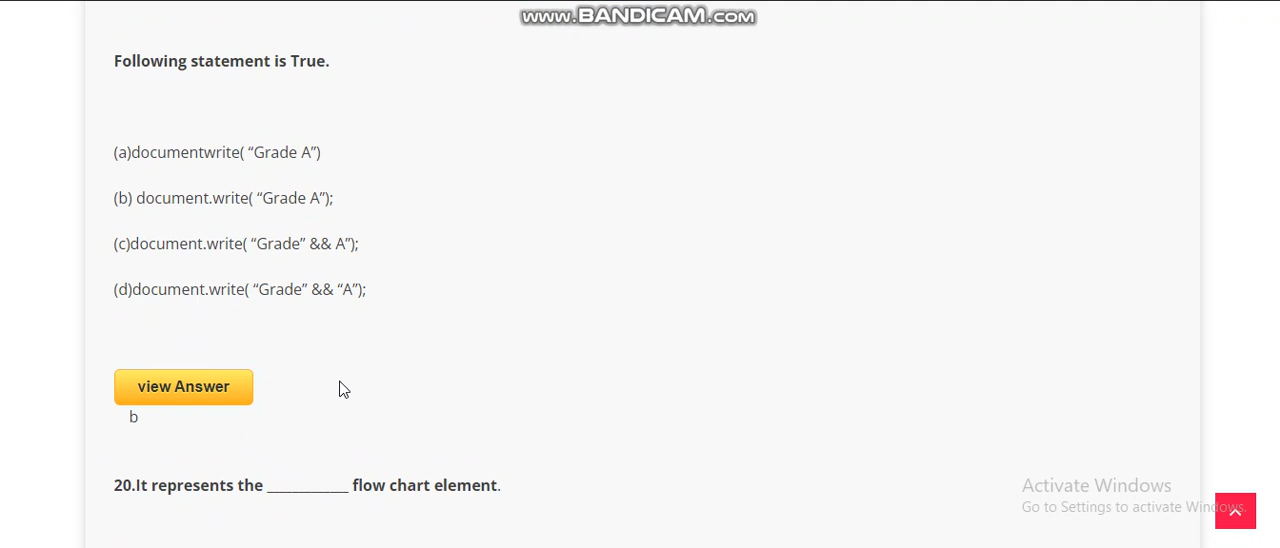 www.BANDICAM.com
Following statement is True.
(a)documentwrite( “Grade A”)
(b) document.write( “Grade A”);
(c)document.write( “Grade” && A”);
(d)document.write( “Grade” && “A”);
view Answer
b
20.It represents the ____________ flow chart element.
Activate Windows
Go to Settings to activate Windows.